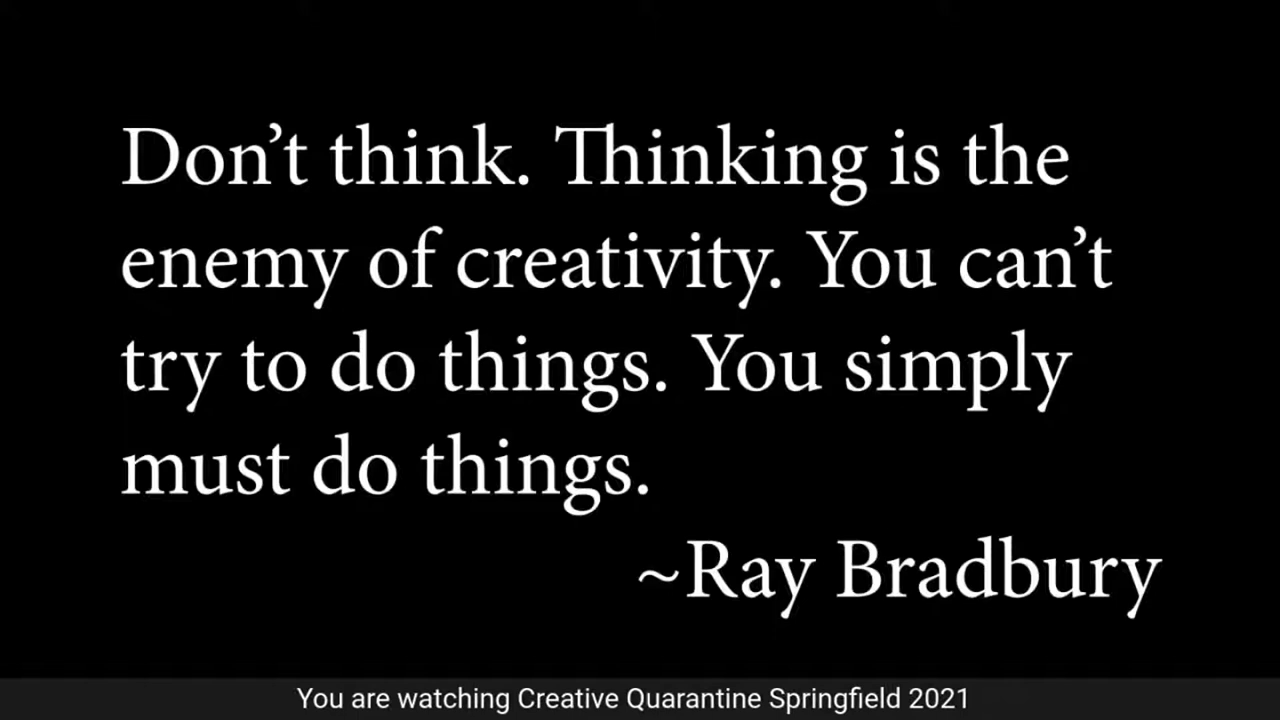 Don’t think. Thinking is the
enemy of creativity. You can’t
try to do things. You simply
must do things.
~Ray Bradbury
You are watching Creative Quarantine Springfield 2021